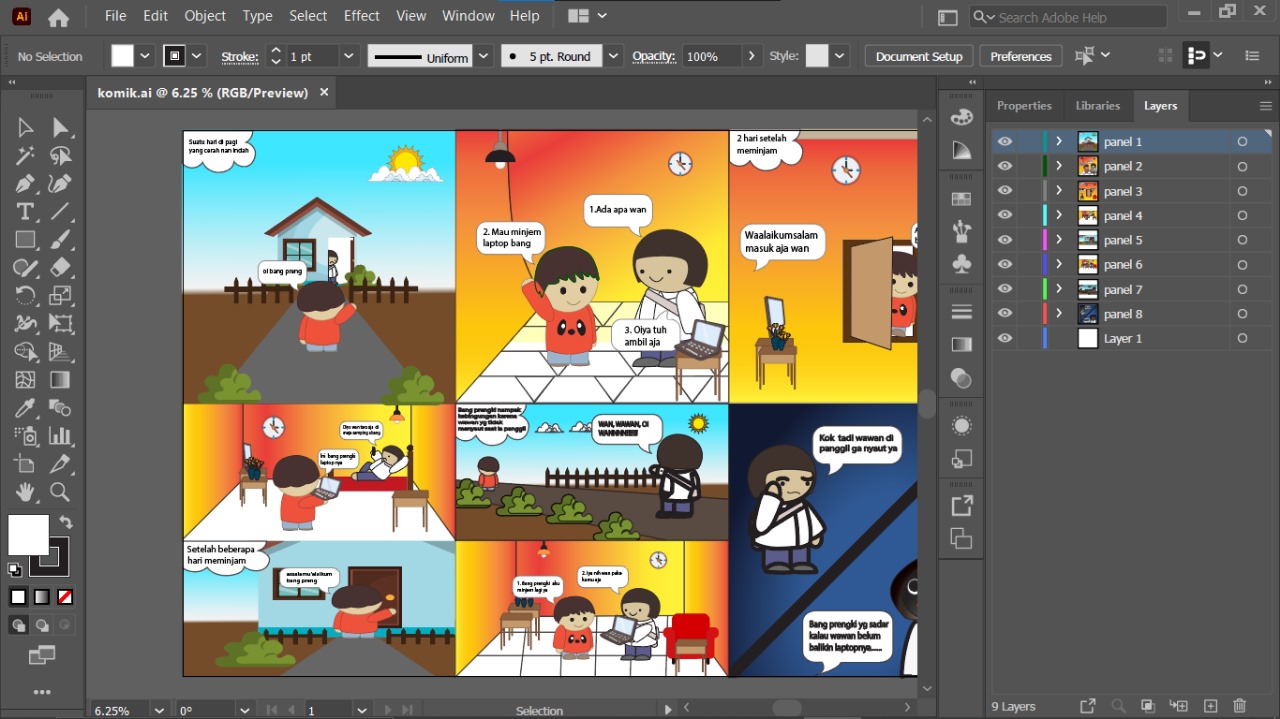 Ai
File Edit Object Type Select Effect View Window Help
Search Adobe Help
No Selection
Stroke:
1 pt
Uniform
5 pt. Round
Opacity:
100%
Style:
Document Setup
Preferences
komik.ai @ 6.25 % (RGB/Preview)
Properties
Libraries
Layers
panel 1
panel 2
panel 3
panel 4
panel 5
panel 6
panel 7
panel 8
Layer 1
Suatu hari di pagi
yang cerah nan indah
oi bang preng
1.Ada apa wan
2. Mau minjem
laptop bang
3. Oiya tuh
ambil aja
2 hari setelah
meminjam
Waalaikumsalam
masuk aja wan
Ini bang prengki
laptop nya
Bang prengki nampak
kebingungan karena
wawan yg tidak
menyaut saat ia panggil
WAN, WAWAN, OI
Kok tadi wawan di
panggil ga nyaut ya
Setelah beberapa
hari meminjam
assalamu'alaikum
bang preng
1. Bang prengki aku
minjem lagi ya
2. Iya nih wan pake
kamu aja
Bang prengki yg sadar
kalau wawan belum
balikin laptopnya.....
6.25%
0°
1
Selection
9 Layers